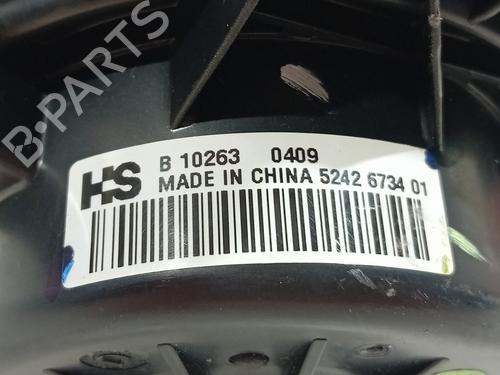 B-PARTS
HS B 10263 0409
MADE IN CHINA 5242 6734 01